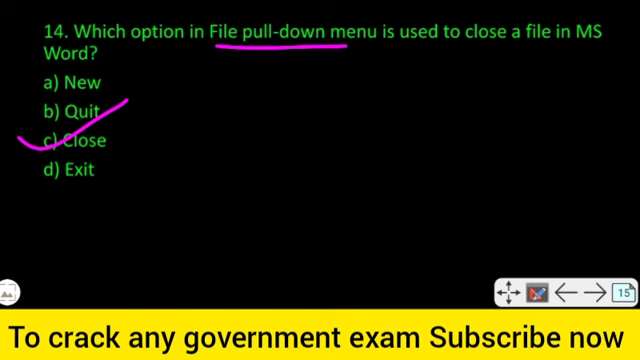 14. Which option in File pull-down menu is used to close a file in MS
Word?
a) New
b) Quit
c) Close
d) Exit
15
To crack any government exam Subscribe now